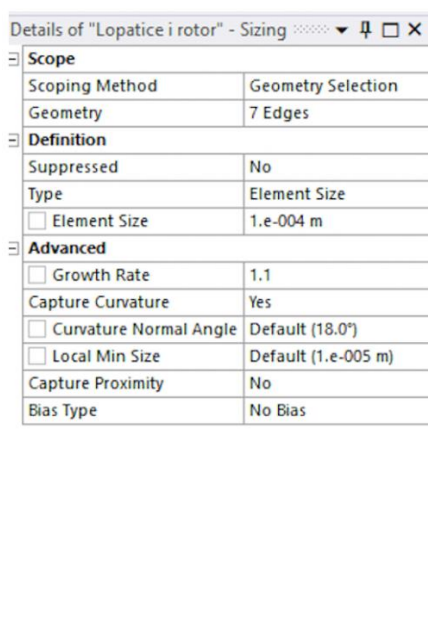 Details of "Lopatice i rotor" - Sizing
Scope
Scoping Method Geometry Selection
Geometry 7 Edges
Definition
Suppressed No
Type Element Size
Element Size 1.e-004 m
Advanced
Growth Rate 1.1
Capture Curvature Yes
Curvature Normal Angle Default (18.0°)
Local Min Size Default (1.e-005 m)
Capture Proximity No
Bias Type No Bias